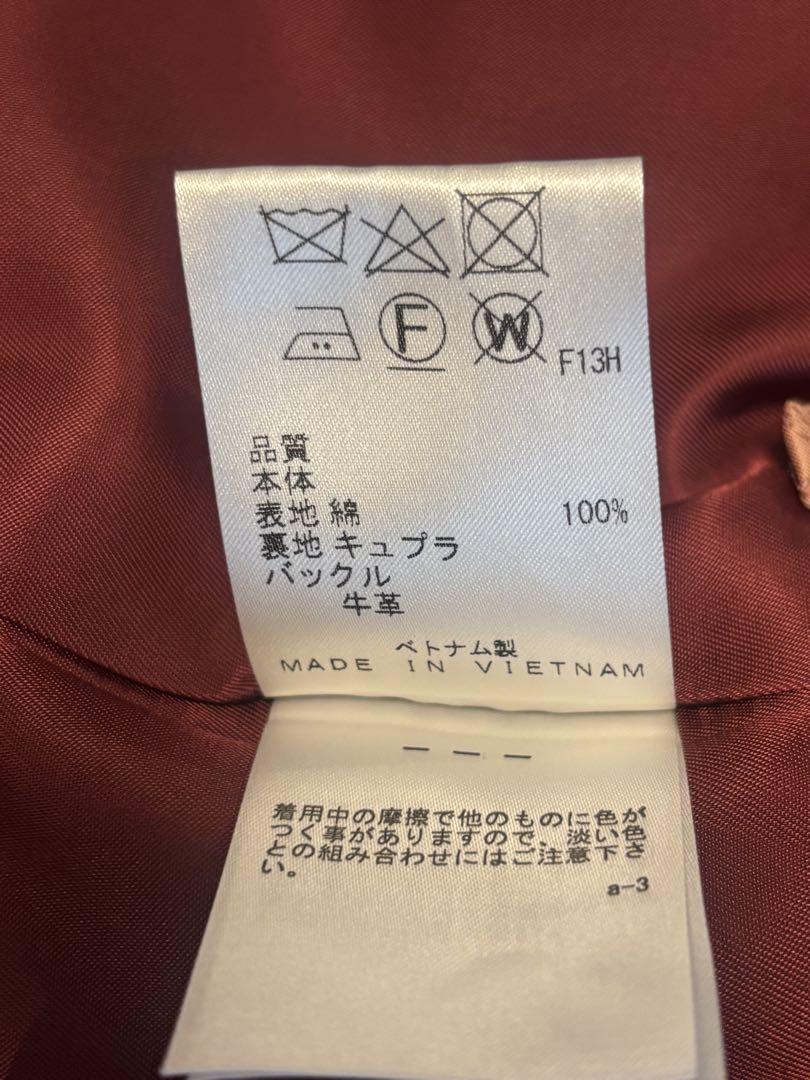 F
W
F13H
品質
本体
表地 綿 100%
裏地 キュプラ
バックル
牛革
ベトナム製
MADE IN VIETNAM
― ― ―
着用中の摩擦で他のものに色が
つく事がありますので、淡い色
との組み合わせにはご注意下さ
い。
a-3